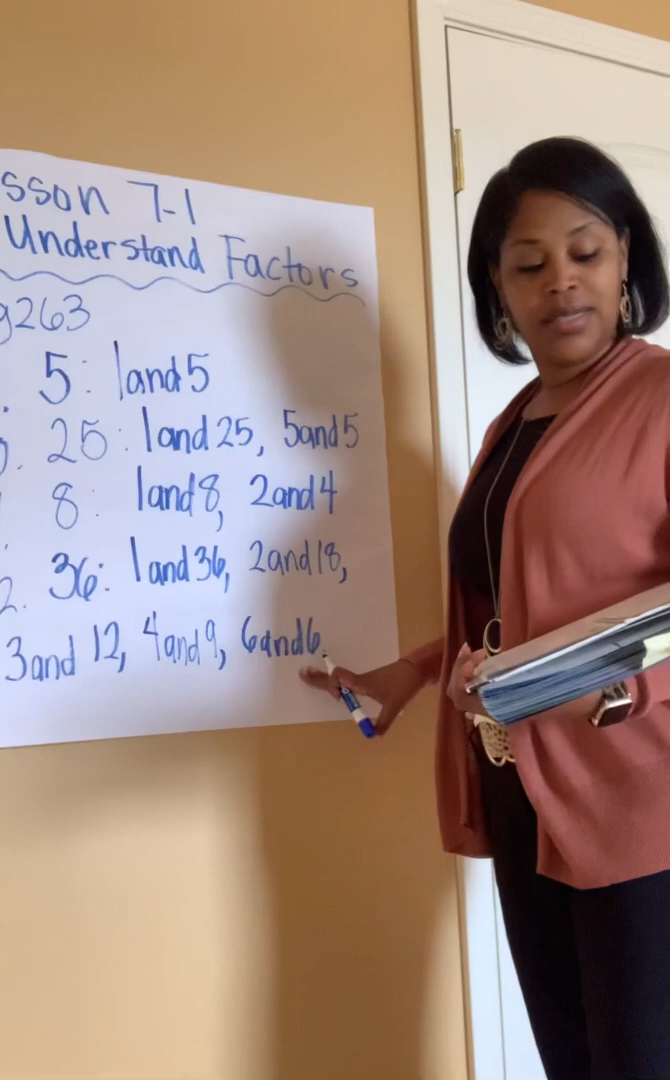 sson 7-1
Understand Factors
g263
. 5: 1and5
. 25: 1and25, 5and5
8: 1and8, 2and4
2. 36: 1and36, 2and18,
3and 12, 4and9, 6and6